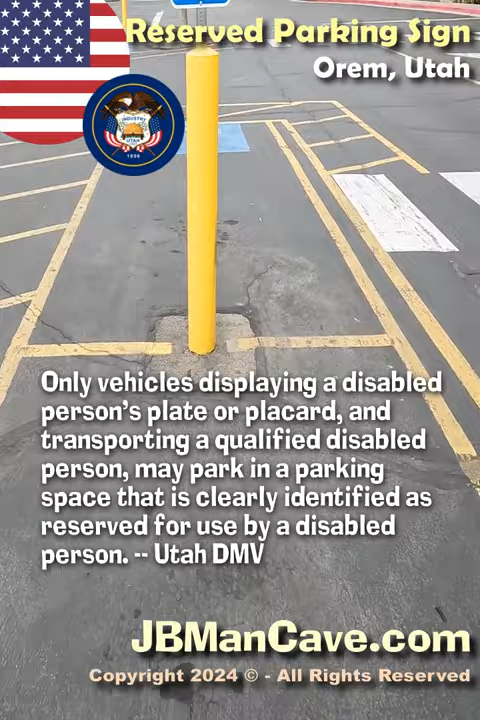 Reserved Parking Sign
Orem, Utah
INDUSTRY
UTAH
1896
Only vehicles displaying a disabled
person's plate or placard, and
transporting a qualified disabled
person, may park in a parking
space that is clearly identified as
reserved for use by a disabled
person. -- Utah DMV
JBManCave.com
Copyright 2024 © - All Rights Reserved